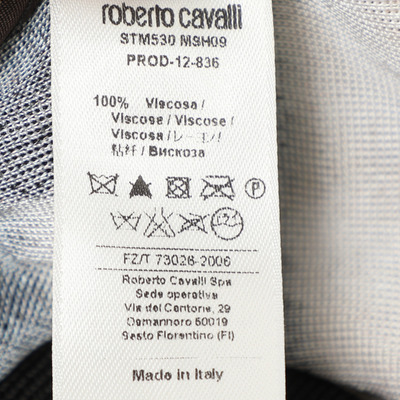 roberto cavalli
STM530 MSH09
PROD-12-836
100% Viscosa /
Viscose / Viscose /
Viscosa /レーヨン/
粘纤 / Вискоза
P
FZ/T 73026-2006
Roberto Cavalli Spa
Sede operativa
Via del Cantone, 29
Osmannoro 50019
Sesto Fiorentino (FI)
Made in Italy